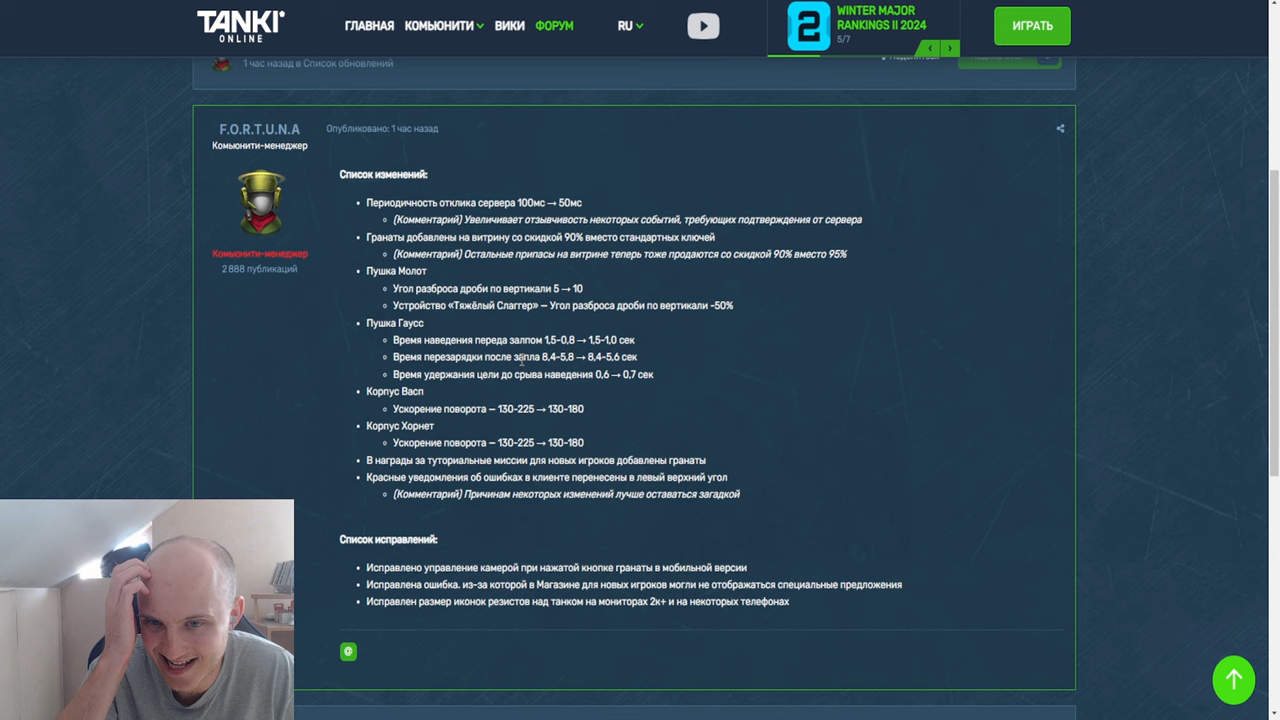 TANKI
ONLINE
ГЛАВНАЯ
КОМЬЮНИТИ
ВИКИ
ФОРУМ
RU
2
WINTER MAJOR
RANKINGS II 2024
5/7
ИГРАТЬ
1 час назад в Список обновлений
F.O.R.T.U.N.A
Комьюнити-менеджер
Комьюнити-менеджер
2 888 публикаций
Опубликовано: 1 час назад
Список изменений:
Периодичность отклика сервера 100мс → 50мс
(Комментарий) Увеличивает отзывчивость некоторых событий, требующих подтверждения от сервера
Гранаты добавлены на витрину со скидкой 90% вместо стандартных ключей
(Комментарий) Остальные припасы на витрине теперь тоже продаются со скидкой 90% вместо 95%
Пушка Молот
Угол разброса дроби по вертикали 5 → 10
Устройство «Тяжёлый Слаггер» – Угол разброса дроби по вертикали -50%
Пушка Гаусс
Время наведения переда залпом 1,5-0,8 → 1,5-1,0 сек
Время перезарядки после залпа 8,4-5,8 → 8,4-5,6 сек
Время удержания цели до срыва наведения 0,6 → 0,7 сек
Корпус Васп
Ускорение поворота – 130-225 → 130-180
Корпус Хорнет
Ускорение поворота – 130-225 → 130-180
В награды за туториальные миссии для новых игроков добавлены гранаты
Красные уведомления об ошибках в клиенте перенесены в левый верхний угол
(Комментарий) Причинам некоторых изменений лучше оставаться загадкой
Список исправлений:
Исправлено управление камерой при нажатой кнопке гранаты в мобильной версии
Исправлена ошибка. из-за которой в Магазине для новых игроков могли не отображаться специальные предложения
Исправлен размер иконок резистов над танком на мониторах 2к+ и на некоторых телефонах
@